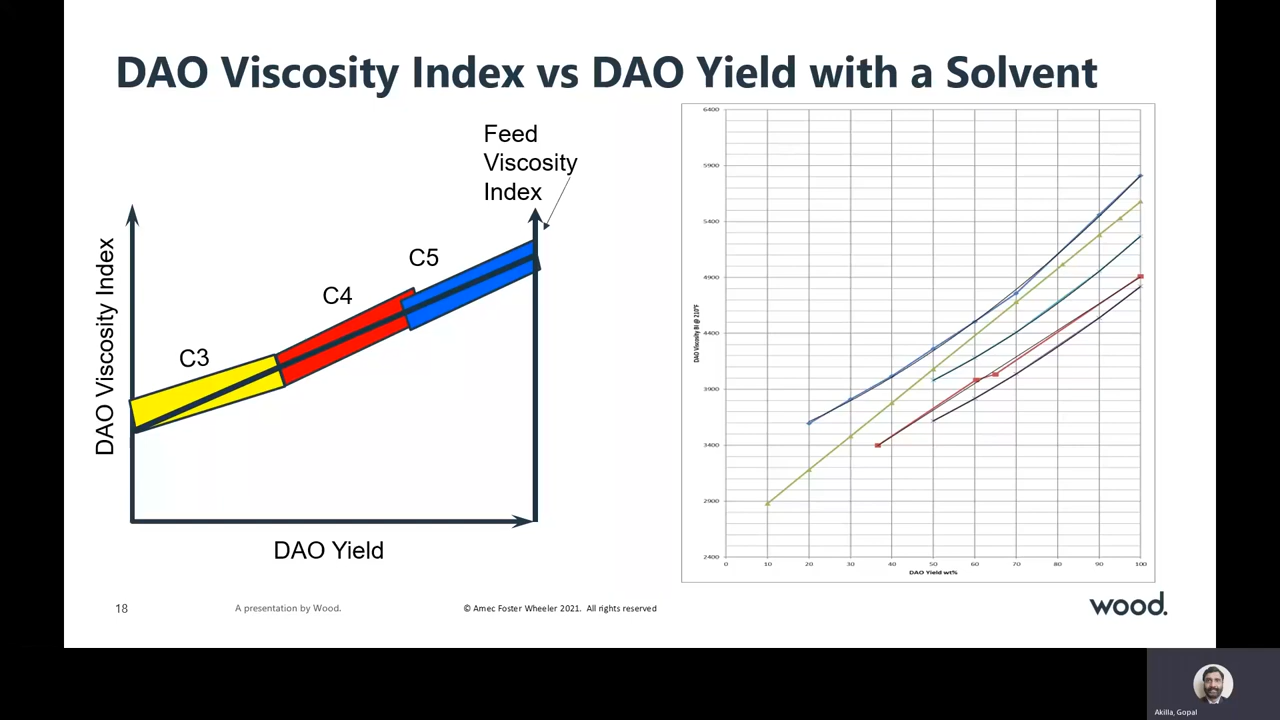 DAO Viscosity Index vs DAO Yield with a Solvent
Feed
Viscosity
Index
C5
C4
C3
DAO Viscosity Index
DAO Yield
6400
5900
5400
4900
4400
3900
3400
2900
2400
DAO Viscosity BI @ 210°F
0 10 20 30 40 50 60 70 80 90 100
DAO Yield wt%
18
A presentation by Wood.
© Amec Foster Wheeler 2021. All rights reserved
wood.
Akilla, Gopal